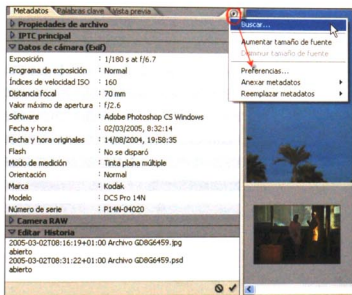 Metadatos Palabras clave Vista previa
Propiedades de archivo
IPTC principal
Datos de cámara (Exif)
Exposición : 1/180 s at f/6.7
Programa de exposición : Normal
Índices de velocidad ISO : 160
Distancia focal : 70 mm
Valor máximo de apertura : f/2.6
Software : Adobe Photoshop CS Windows
Fecha y hora : 02/03/2005, 8:32:14
Fecha y hora originales : 14/08/2004, 19:58:35
Flash : No se disparó
Modo de medición : Tinta plana múltiple
Orientación : Normal
Marca : Kodak
Modelo : DCS Pro 14N
Número de serie : P14N-04020
Camera RAW
Editar Historia
2005-03-02T08:16:19+01:00 Archivo GD8G6459.jpg
abierto
2005-03-02T08:31:22+01:00 Archivo GD8G6459.psd
abierto
Buscar...
Aumentar tamaño de fuente
Disminuir tamaño de fuente
Preferencias...
Anexar metadatos
Reemplazar metadatos